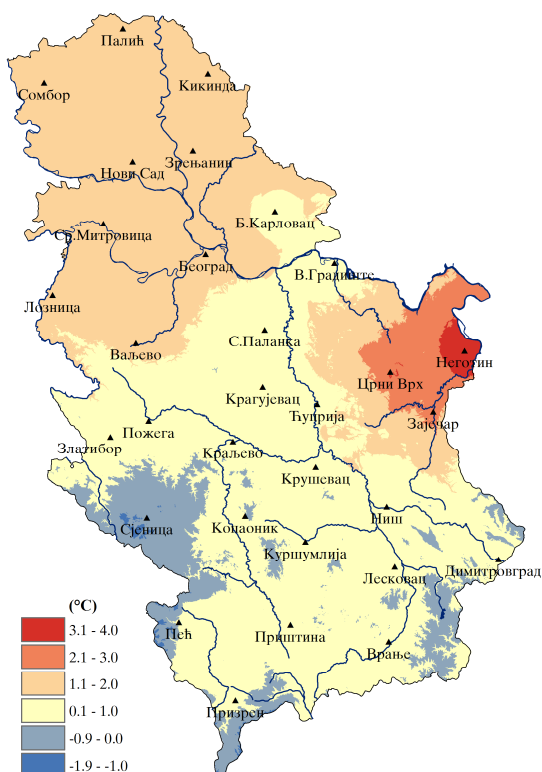 Палић
Кикинда
Сомбор
Зрењанин
Нови Сад
Б.Карловац
Ср.Митровица
Београд
В.Градиште
Лозница
С.Паланка
Ваљево
Неготин
Црни Врх
Крагујевац
Ћуприја
Зајечар
Пожега
Златибор
Краљево
Крушевац
Ниш
Сјеница
Копаоник
Куршумлија
Димитровград
Лесковац
(°C)
3.1 - 4.0
Пећ
Приштина
Врање
2.1 - 3.0
1.1 - 2.0
0.1 - 1.0
Призрен
-0.9 - 0.0
-1.9 - -1.0